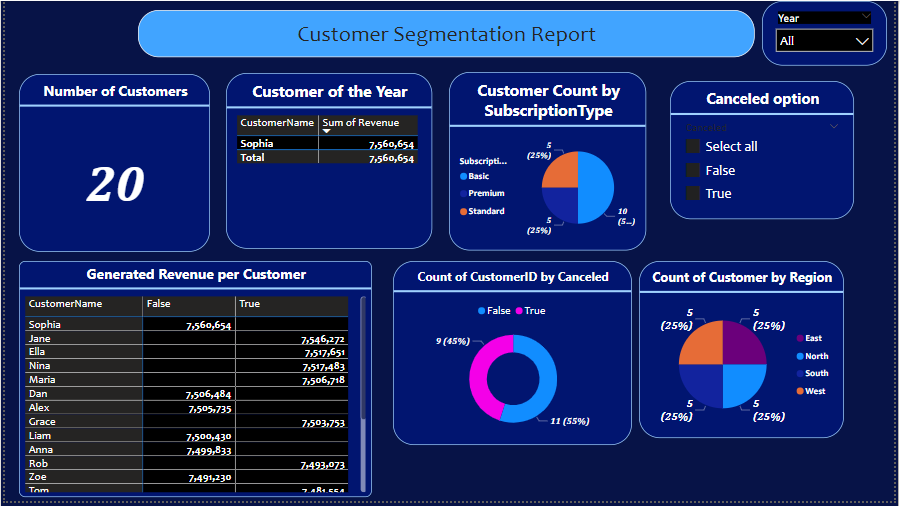 Customer Segmentation Report
Year
All
Number of Customers
20
Customer of the Year
CustomerName Sum of Revenue
Sophia 7,560,654
Total 7,560,654
Customer Count by
SubscriptionType
Subscripti...
Basic
Premium
Standard
5
(25%)
5
(25%)
10
(5...)
Canceled option
Canceled
Select all
False
True
Generated Revenue per Customer
CustomerName False True
Sophia 7,560,654
Jane 7,546,272
Ella 7,517,651
Nina 7,517,483
Maria 7,506,718
Dan 7,506,484
Alex 7,505,735
Grace 7,503,753
Liam 7,500,430
Anna 7,499,833
Rob 7,493,073
Zoe 7,491,230
Tom 7,481,554
Count of CustomerID by Canceled
False True
9 (45%)
11 (55%)
Count of Customer by Region
5
(25%)
5
(25%)
5
(25%)
5
(25%)
East
North
South
West